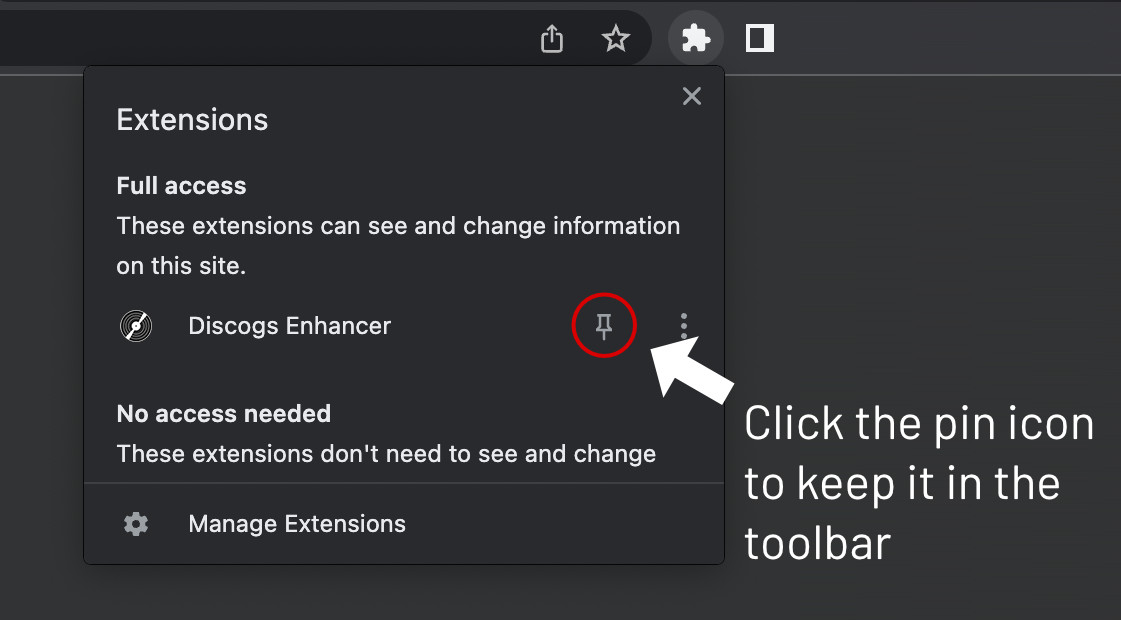 Extensions
Full access
These extensions can see and change information
on this site.
Discogs Enhancer
No access needed
These extensions don't need to see and change
Manage Extensions
Click the pin icon
to keep it in the
toolbar